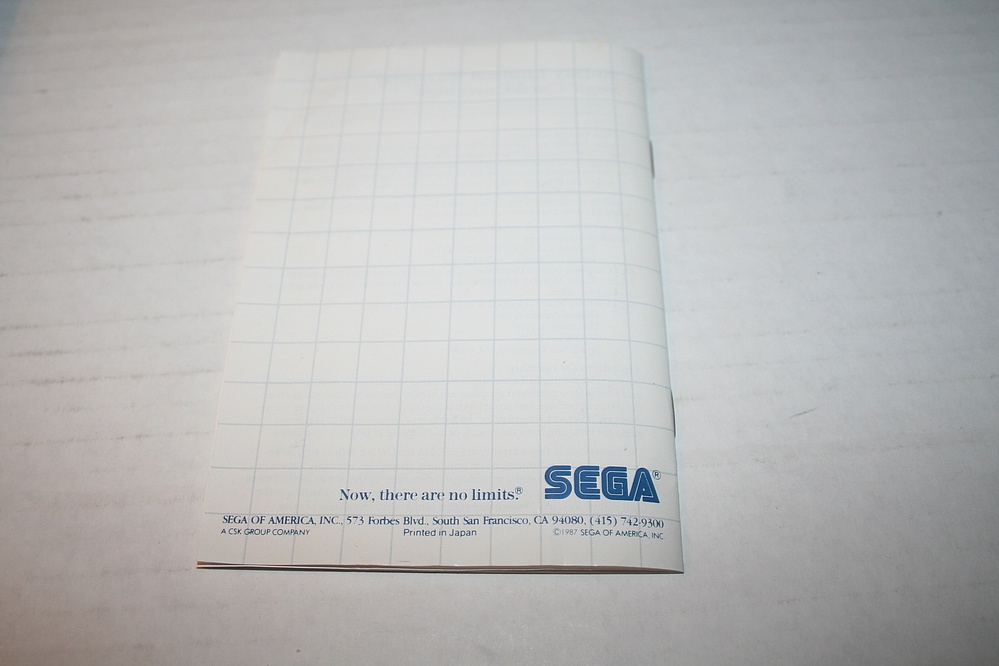 Now, there are no limits.®
SEGA®
SEGA OF AMERICA, INC., 573 Forbes Blvd., South San Francisco, CA 94080, (415) 742-9300
A CSK GROUP COMPANY
Printed in Japan
©1987 SEGA OF AMERICA, INC